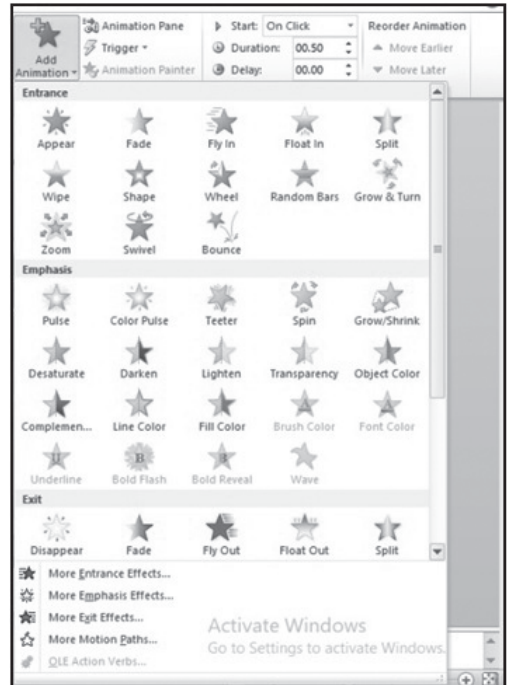 Animation Pane
Start: On Click
Reorder Animation
Trigger
Duration: 00.50
Move Earlier
Add Animation
Animation Painter
Delay: 00.00
Move Later
Entrance
Appear Fade Fly In Float In Split
Wipe Shape Wheel Random Bars Grow & Turn
Zoom Swivel Bounce
Emphasis
Pulse Color Pulse Teeter Spin Grow/Shrink
Desaturate Darken Lighten Transparency Object Color
Complemen... Line Color Fill Color Brush Color Font Color
Underline Bold Flash Bold Reveal Wave
Exit
Disappear Fade Fly Out Float Out Split
More Entrance Effects...
More Emphasis Effects...
More Exit Effects...
More Motion Paths...
OLE Action Verbs...
Activate Windows
Go to Settings to activate Windows.